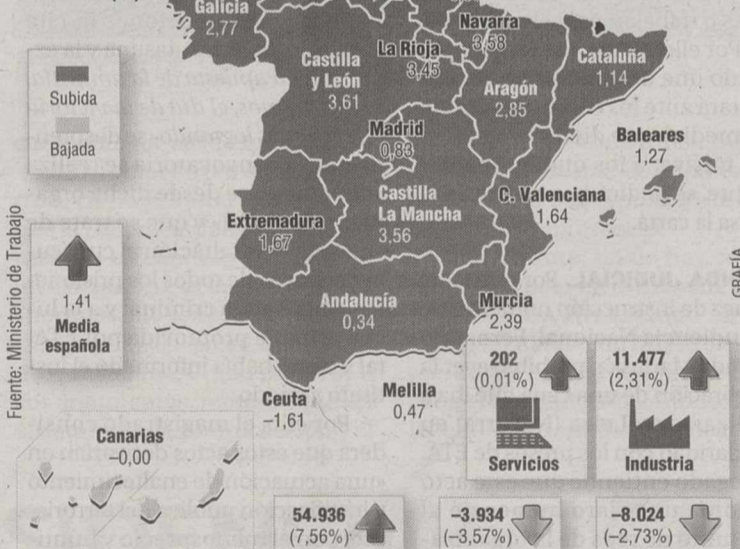 Galicia
2,77
Navarra
3,58
La Rioja
3,45
Castilla
y León
3,61
Cataluña
1,14
Aragón
2,85
Subida
Madrid
0,83
Baleares
1,27
Bajada
Castilla
La Mancha
3,56
C. Valenciana
1,64
Extremadura
1,67
Fuente: Ministerio de Trabajo
1,41
Media
española
Andalucía
0,34
Murcia
2,39
Ceuta
–1,61
Melilla
0,47
Canarias
–0,00
202
(0,01%)
Servicios
11.477
(2,31%)
Industria
54.936
(7,56%)
–3.934
(–3,57%)
–8.024
(–2,73%)